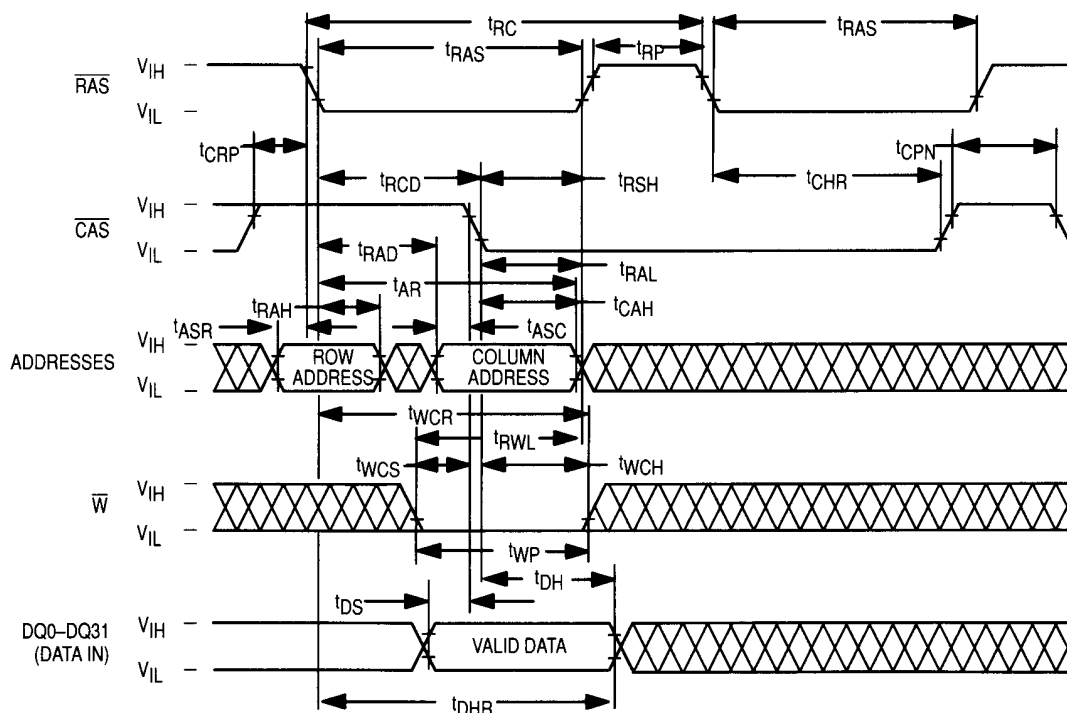 tRC
tRAS
tRP
tRAS
RAS
VIH
VIL
tCRP
tRCD
tRSH
tCHR
tCPN
CAS
VIH
VIL
tRAD
tRAL
tAR
tRAH
tCAH
tASR
tASC
ADDRESSES
VIH
VIL
ROW
ADDRESS
COLUMN
ADDRESS
tWCR
tRWL
tWCS
tWCH
W
VIH
VIL
tWP
tDH
tDS
DQ0–DQ31
(DATA IN)
VIH
VIL
VALID DATA
tDHR